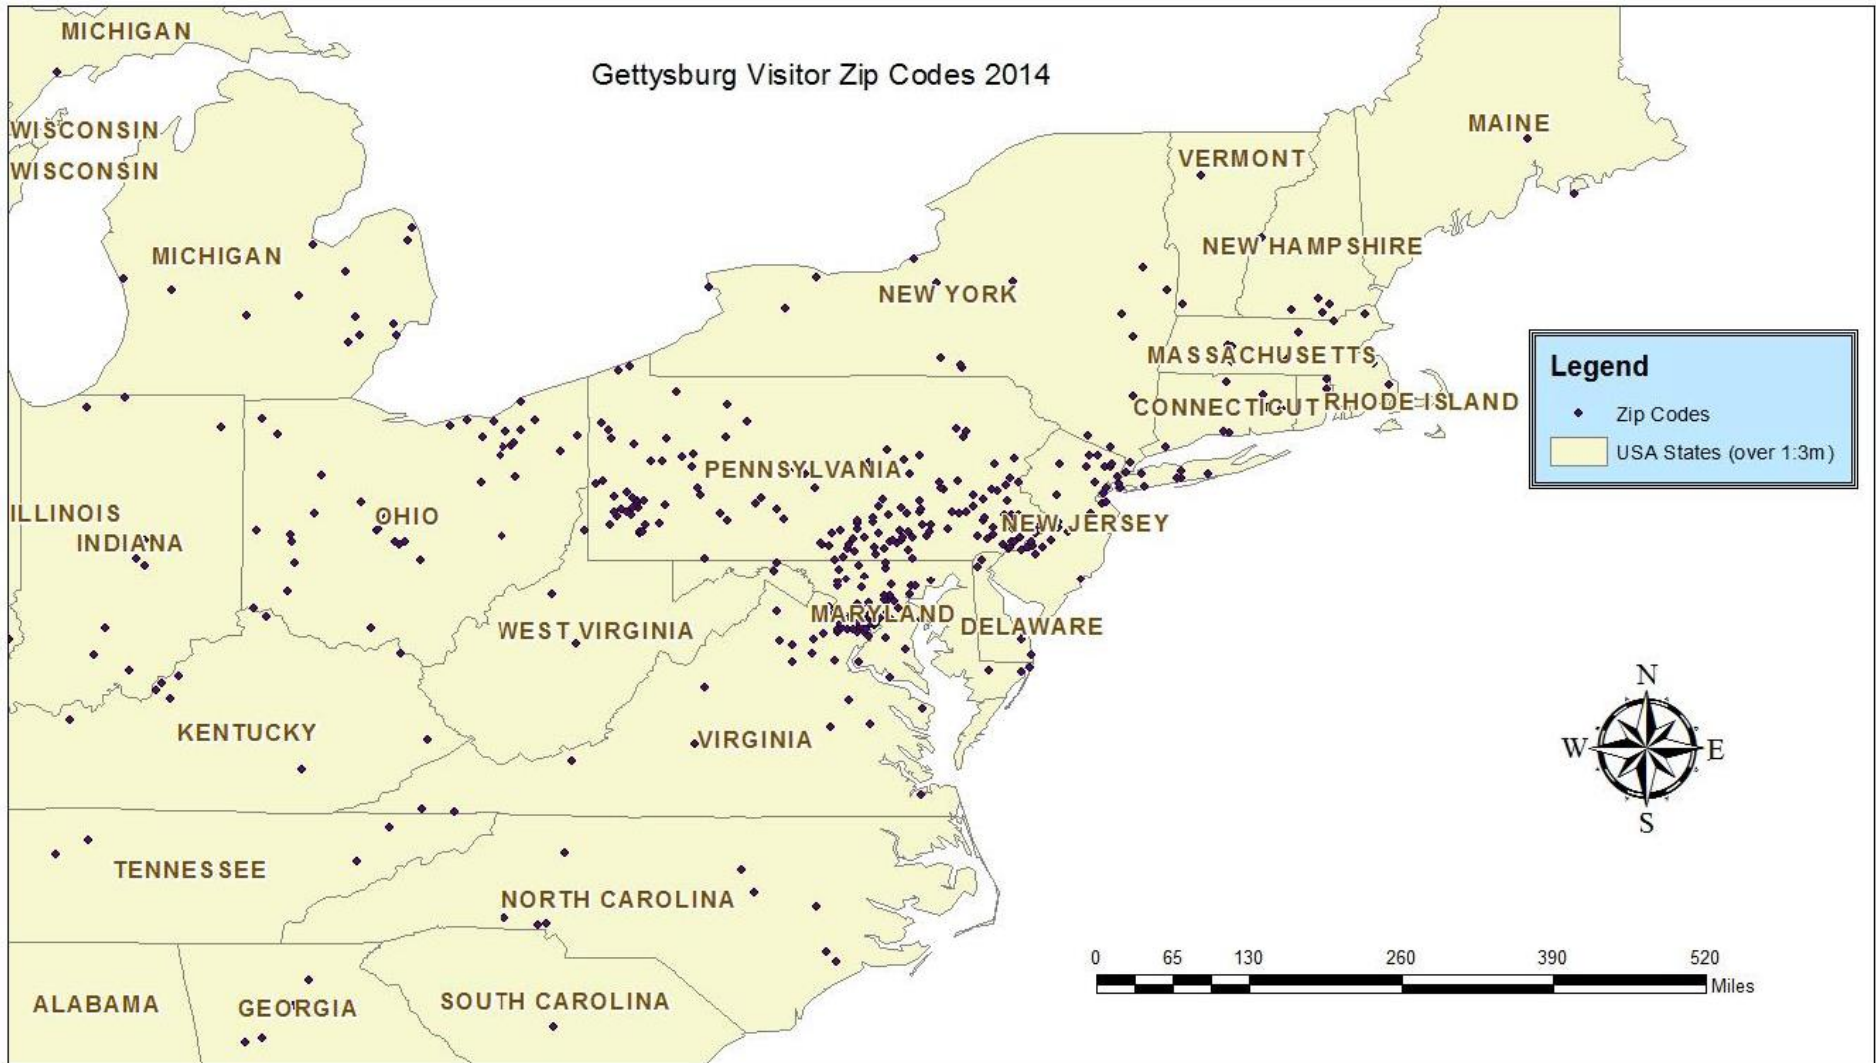 MICHIGAN
Gettysburg Visitor Zip Codes 2014
WISCONSIN
MAINE
VERMONT
WISCONSIN
NEW HAMPSHIRE
MICHIGAN
NEW YORK
MASSACHUSETTS
Legend
CONNECTICUT
RHODE ISLAND
Zip Codes
USA States (over 1:3m)
PENNSYLVANIA
ILLINOIS
OHIO
NEW JERSEY
INDIANA
MARYLAND
DELAWARE
WEST VIRGINIA
N
KENTUCKY
VIRGINIA
W
E
S
TENNESSEE
NORTH CAROLINA
0 65 130 260 390 520
Miles
ALABAMA
GEORGIA
SOUTH CAROLINA